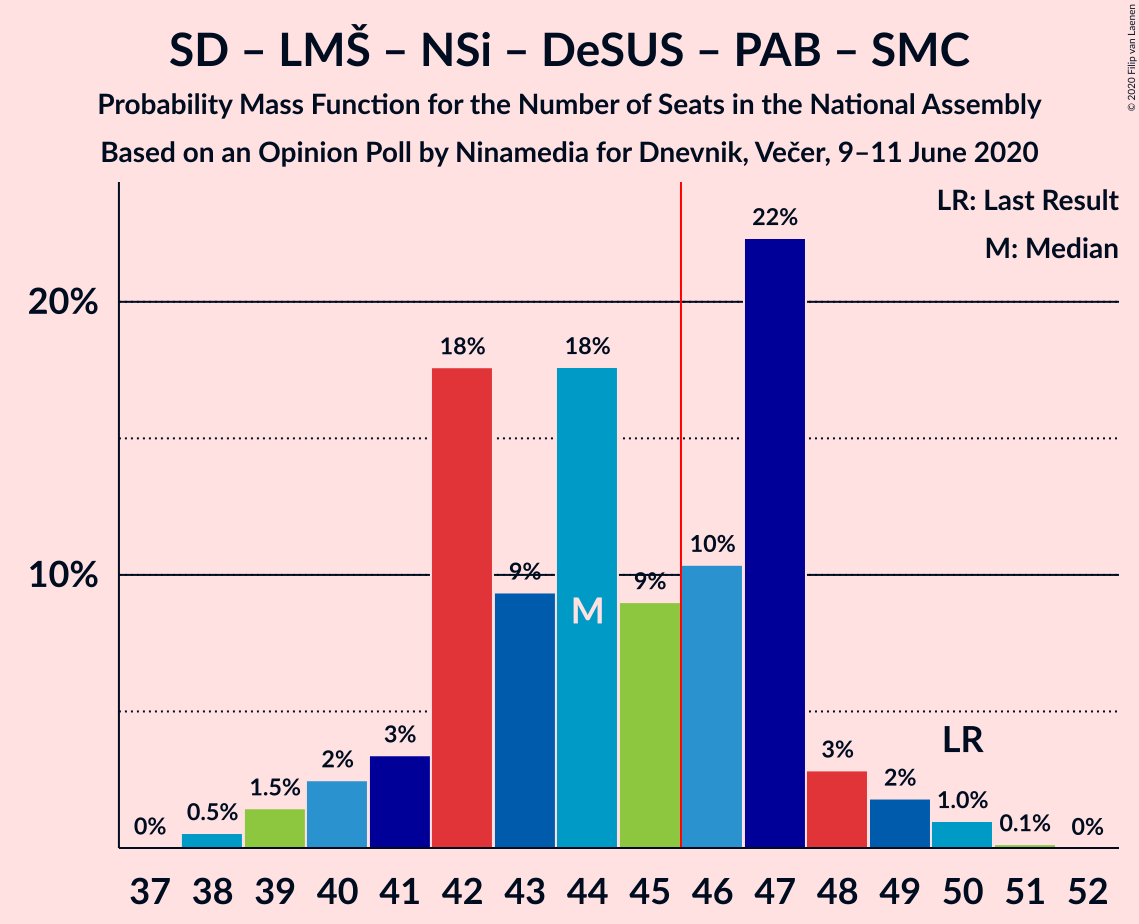 SD – LMŠ – NSi – DeSUS – PAB – SMC
Probability Mass Function for the Number of Seats in the National Assembly
Based on an Opinion Poll by Ninamedia for Dnevnik, Večer, 9–11 June 2020
© 2020 Filip van Laenen
LR: Last Result
M: Median
20%
10%
0%
0.5%
1.5%
2%
3%
18%
9%
18%
9%
10%
22%
3%
2%
1.0%
0.1%
0%
M
LR
37 38 39 40 41 42 43 44 45 46 47 48 49 50 51 52